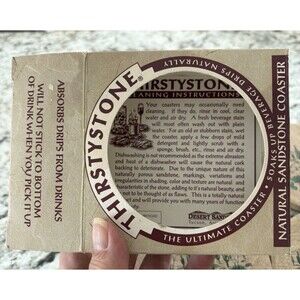 ABSORBS DRIPS FROM DRINKS
WILL NOT STICK TO BOTTOM
OF DRINK WHEN YOU PICK IT UP
THIRSTYSTONE®
THE ULTIMATE COASTER • SOAKS UP BEVERAGE DRIPS NATURALLY
NATURAL SANDSTONE COASTER
HIRSTYSTON
EANING INSTRUCTIONS
Your coasters may occasionally need
cleaning. If they do, rinse in cool, clear
water and air dry. A fresh beverage stain
will most often wash out with plain
water. For an old or stubborn stain, wet
the coaster apply a few drops of mild
detergent and lightly scrub with a
sponge, brush, etc., rinse clean and air
dry.
Dishwashing is not recommended as the extreme abrasion
and heat of a dishwasher will cause the natural cork
backing to deteriorate. Due to the unique nature of this
naturally porous sandstone, markings, variations and
irregularities in shading, color and texture are a natural
characteristic of the stone, adding to it's natural beauty, and
not to be thought of as flaws. This is a totally natural
and will provide you with many years of
DESERT SAN